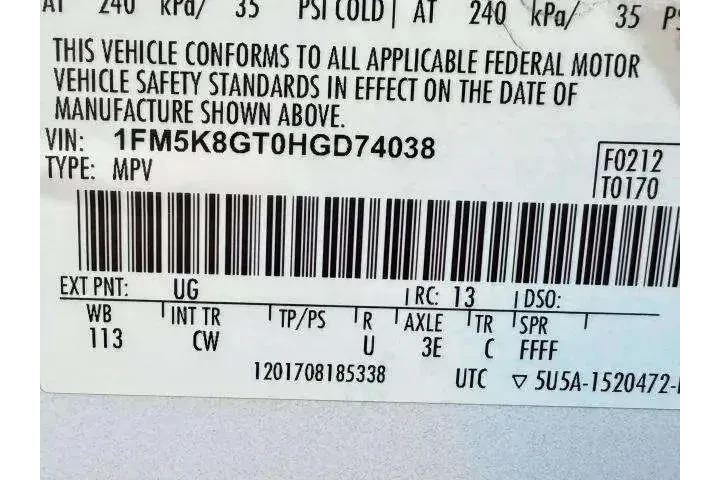 AT 240 kPa/ 35 PSI COLD AT 240 kPa/ 35 PS
THIS VEHICLE CONFORMS TO ALL APPLICABLE FEDERAL MOTOR
VEHICLE SAFETY STANDARDS IN EFFECT ON THE DATE OF
MANUFACTURE SHOWN ABOVE.
VIN: 1FM5K8GT0HGD74038
TYPE: MPV
F0212
T0170
EXT PNT: UG RC: 13 DSO:
WB INT TR TP/PS R AXLE TR SPR
113 CW U 3E C FFFF
1201708185338 UTC ▽ 5U5A-1520472-